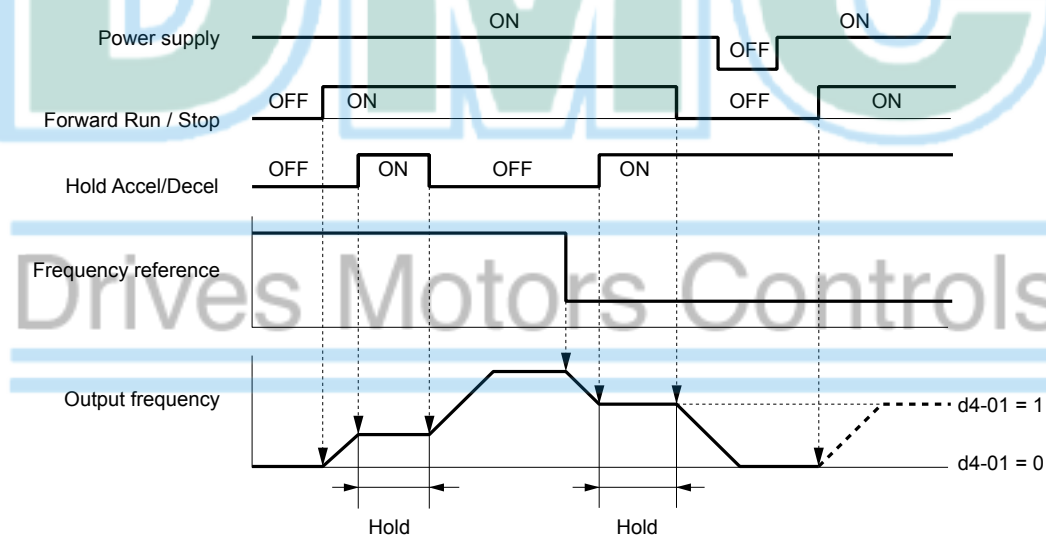 DMC
ON ON
Power supply
OFF
OFF ON OFF ON
Forward Run / Stop
OFF ON OFF ON
Hold Accel/Decel
Frequency reference
Drives Motors Controls
Output frequency
d4-01 = 1
d4-01 = 0
Hold Hold